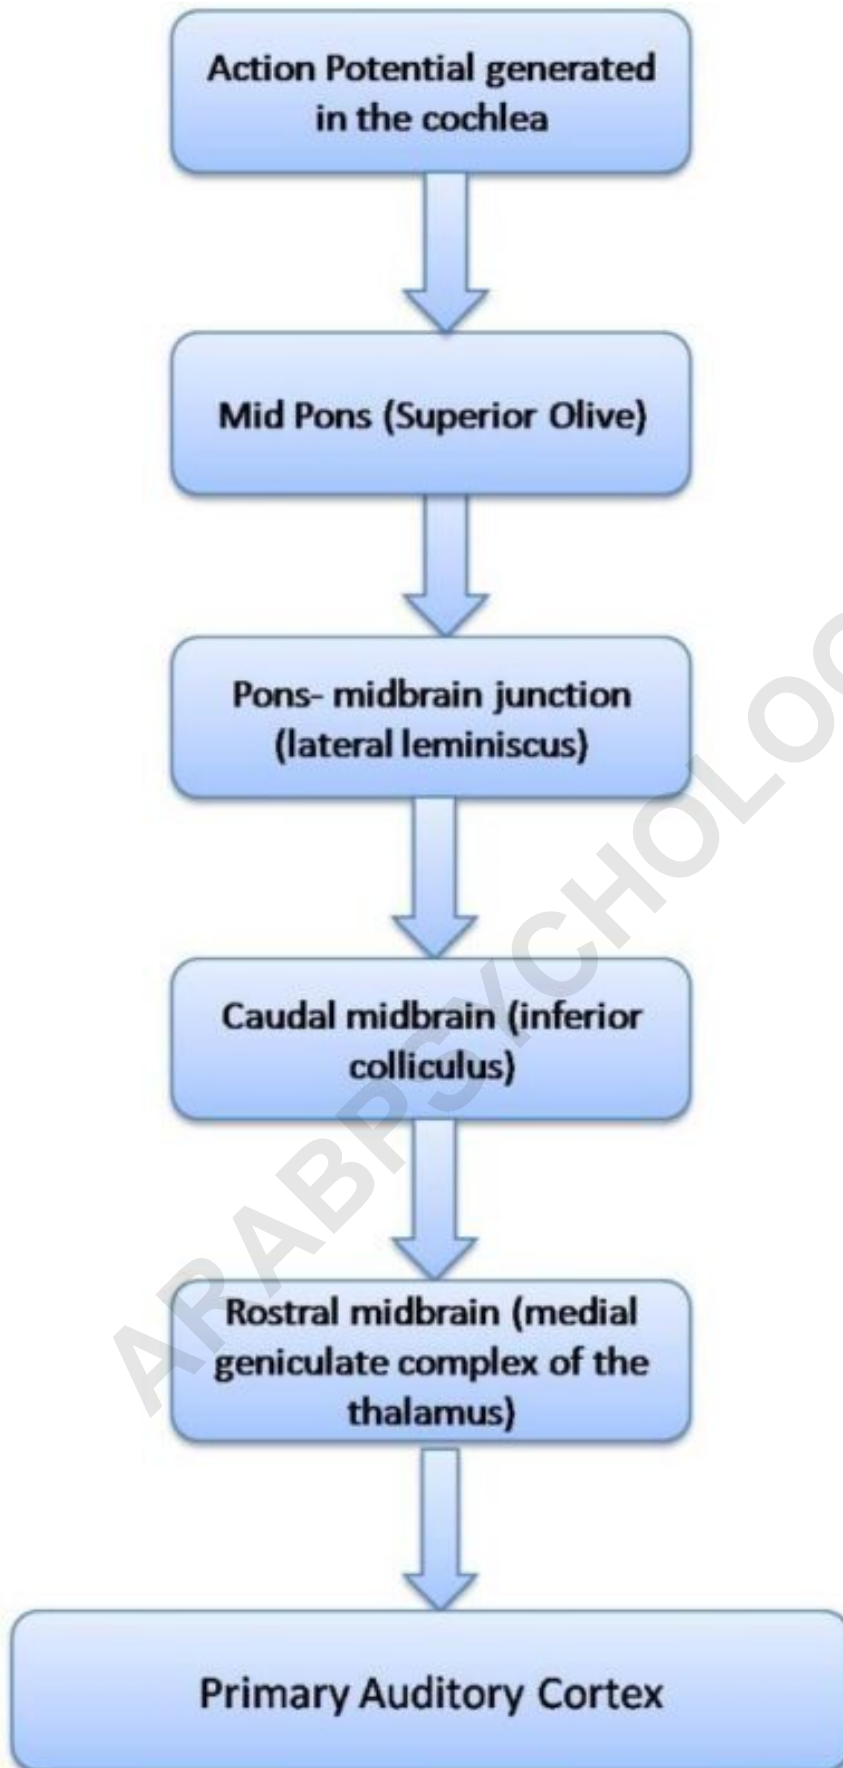 Action Potential generated
in the cochlea
Mid Pons (Superior Olive)
Pons- midbrain junction
(lateral leminiscus)
Caudal midbrain (inferior
colliculus)
Rostral midbrain (medial
geniculate complex of the
thalamus)
Primary Auditory Cortex
ARABPSYCHOLOG